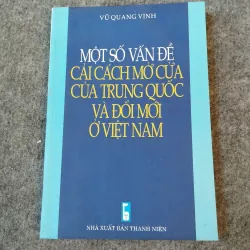 VŨ QUANG VINH
MỘT SỐ VẤN ĐỀ
CẢI CÁCH MỞ CỬA
CỦA TRUNG QUỐC
VÀ ĐỔI MỚI
Ở VIỆT NAM
NHÀ XUẤT BẢN THANH NIÊN